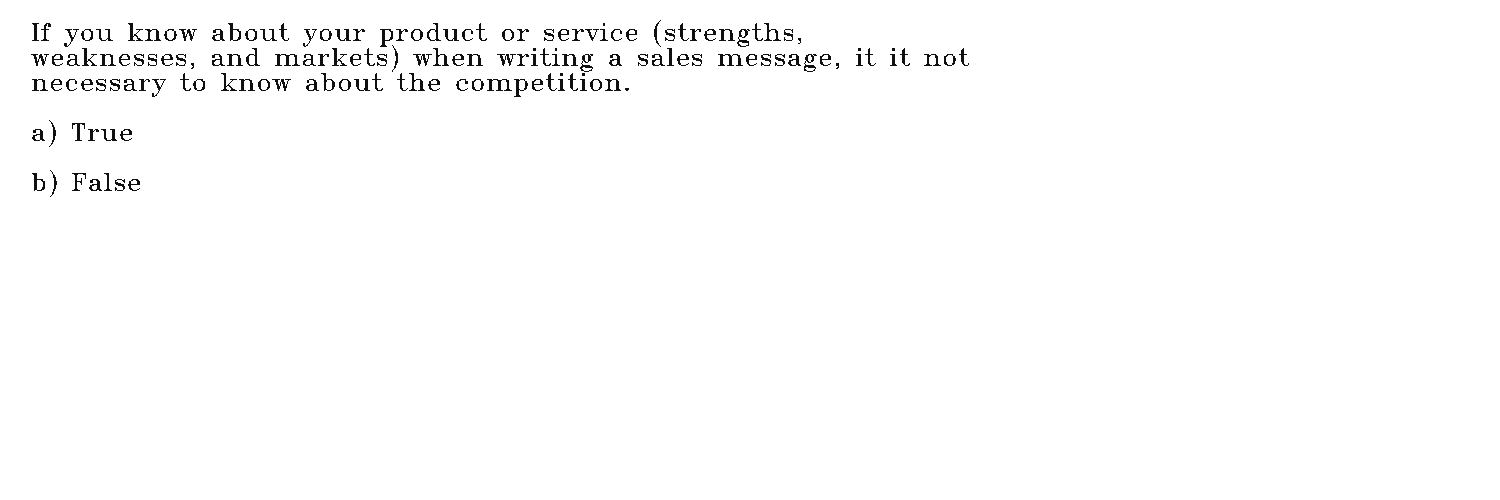 If you know about your product or service (strengths,
weaknesses, and markets) when writing a sales message, it it not
necessary to know about the competition.
a) True
b) False